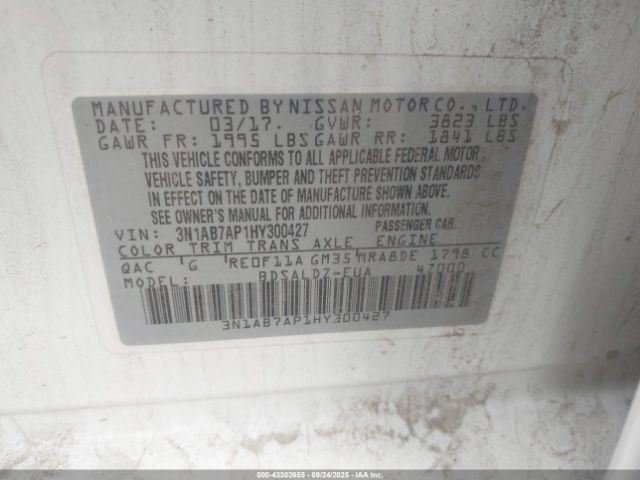 MANUFACTURED BY NISSAN MOTOR CO., LTD.
DATE: 03/17. GVWR: 3823 LBS
GAWR FR: 1995 LBS GAWR RR: 1841 LBS
THIS VEHICLE CONFORMS TO ALL APPLICABLE FEDERAL MOTOR
VEHICLE SAFETY, BUMPER AND THEFT PREVENTION STANDARDS
IN EFFECT ON THE DATE OF MANUFACTURE SHOWN ABOVE.
SEE OWNER'S MANUAL FOR ADDITIONAL INFORMATION.
VIN: 3N1AB7AP1HY300427 PASSENGER CAR.
COLOR TRIM TRANS AXLE ENGINE
QAC G RE0F11A GM35 MRA8DE 1798 CC
MODEL: BDSALDZ-EUA 47000
3N1AB7AP1HY300427
000-43302655 - 09/24/2025 - IAA Inc.